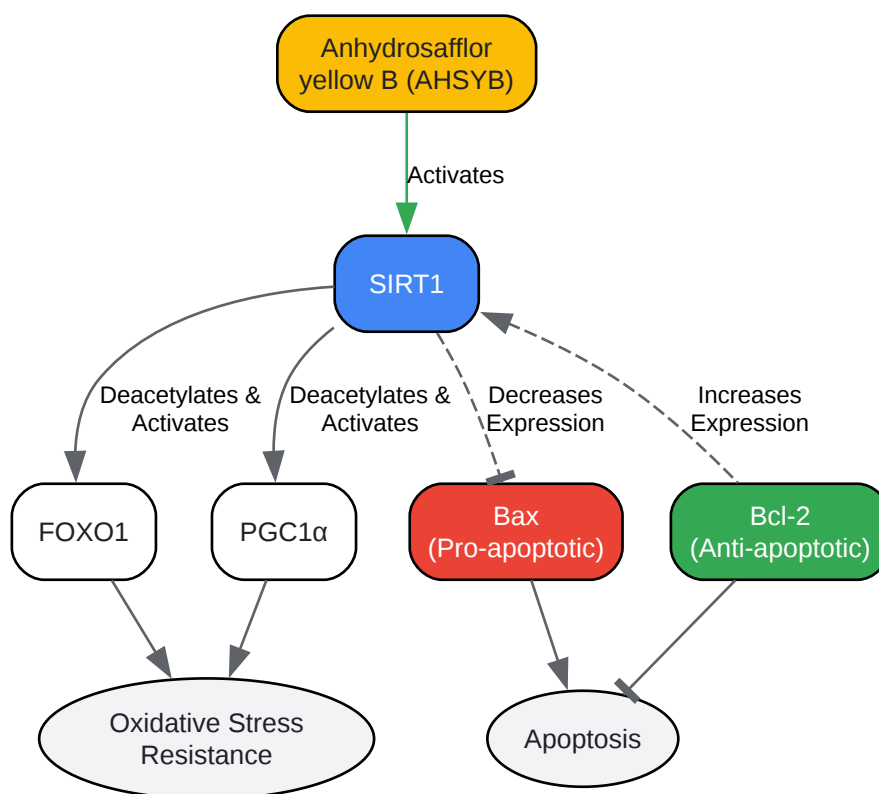 Anhydrosafflor
yellow B (AHSYB)
Activates
SIRT1
Deacetylates &
Activates
Deacetylates &
Activates
Decreases
Expression
Increases
Expression
FOXO1
PGC1α
Bax
(Pro-apoptotic)
Bcl-2
(Anti-apoptotic)
Oxidative Stress
Resistance
Apoptosis